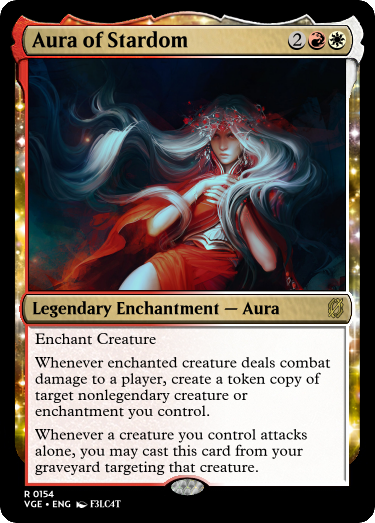 Aura of Stardom 2
Legendary Enchantment — Aura
Enchant Creature
Whenever enchanted creature deals combat
damage to a player, create a token copy of
target nonlegendary creature or
enchantment you control.
Whenever a creature you control attacks
alone, you may cast this card from your
graveyard targeting that creature.
R 0154
VGE • ENG F3LC4T